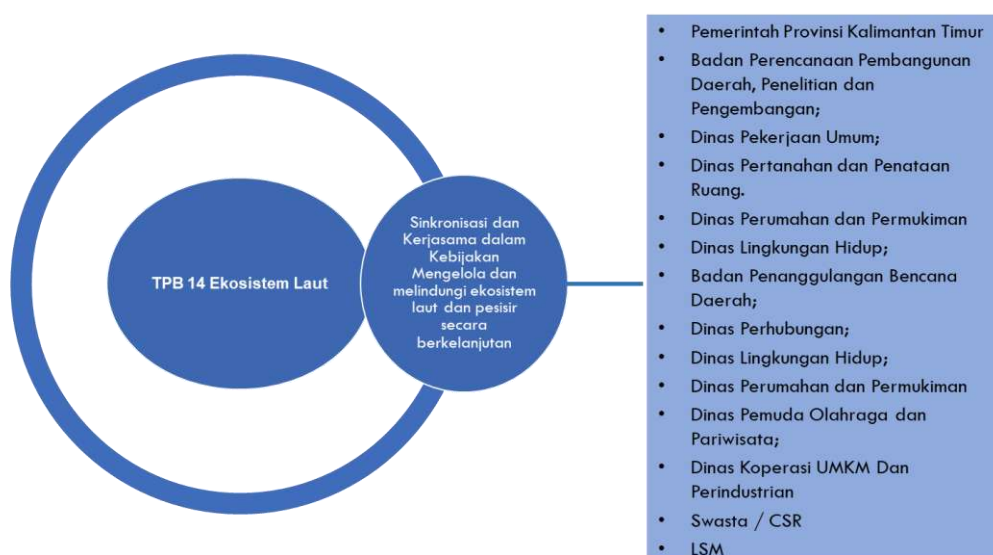 TPB 14 Ekosistem Laut
Sinkronisasi dan
Kerjasama dalam
Kebijakan
Mengelola dan
melindungi ekosistem
laut dan pesisir
secara
berkelanjutan
• Pemerintah Provinsi Kalimantan Timur
• Badan Perencanaan Pembangunan
Daerah, Penelitian dan
Pengembangan;
• Dinas Pekerjaan Umum;
• Dinas Pertanahan dan Penataan
Ruang.
• Dinas Perumahan dan Permukiman
• Dinas Lingkungan Hidup;
• Badan Penanggulangan Bencana
Daerah;
• Dinas Perhubungan;
• Dinas Lingkungan Hidup;
• Dinas Perumahan dan Permukiman
• Dinas Pemuda Olahraga dan
Pariwisata;
• Dinas Koperasi UMKM Dan
Perindustrian
• Swasta / CSR
• LSM